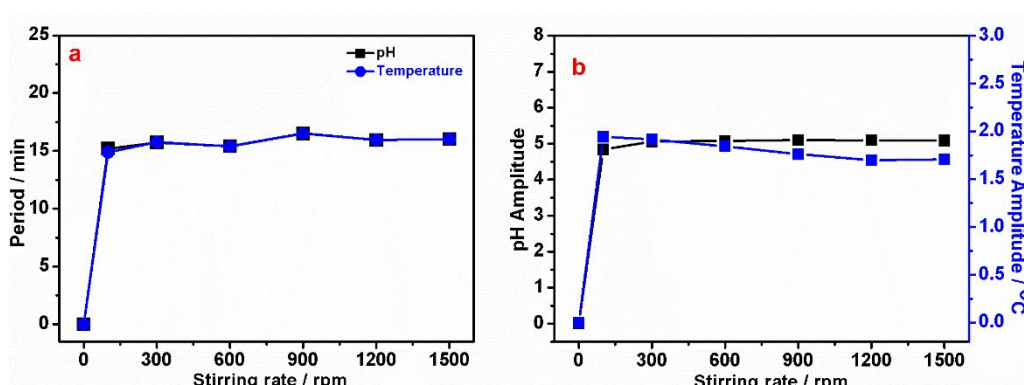 a
pH
Temperature
25
20
15
10
5
0
Period / min
0 300 600 900 1200 1500
Stirring rate / rpm
b
8
7
6
5
4
3
2
1
0
pH Amplitude
3.0
2.5
2.0
1.5
1.0
0.5
0.0
Temperature Amplitude / °C
0 300 600 900 1200 1500
Stirring rate / rpm